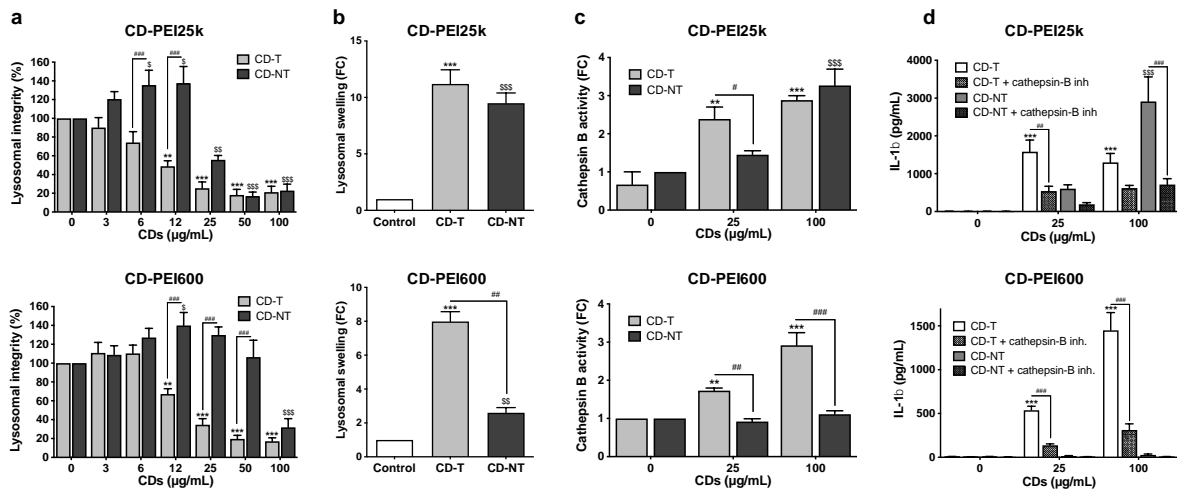 a
CD-PEI25k
Lysosomal integrity (%)
160
140
120
100
80
60
40
20
0
CD-T
CD-NT
###
$
###
$
**
***
$$
***
$$$
***
$$$
0 3 6 12 25 50 100
CDs (µg/mL)
b
CD-PEI25k
Lysosomal swelling (FC)
15
12
9
6
3
0
***
$$$
Control CD-T CD-NT
c
CD-PEI25k
Cathepsin B activity (FC)
4
3
2
1
0
CD-T
CD-NT
**
#
***
$$$
0 25 100
CDs (µg/mL)
d
CD-PEI25k
IL-1b (pg/mL)
4000
3000
2000
1000
0
CD-T
CD-T + cathepsin-B inh
CD-NT
CD-NT + cathepsin-B inh
***
##
***
$$$
###
0 25 100
CDs (µg/mL)
CD-PEI600
Lysosomal integrity (%)
160
140
120
100
80
60
40
20
0
CD-T
CD-NT
###
$
**
###
***
###
***
***
$$$
0 3 6 12 25 50 100
CDs (µg/mL)
CD-PEI600
Lysosomal swelling (FC)
10
8
6
4
2
0
***
##
$$
Control CD-T CD-NT
CD-PEI600
Cathepsin B activity (FC)
4
3
2
1
0
CD-T
CD-NT
**
##
***
###
0 25 100
CDs (µg/mL)
CD-PEI600
IL-1b (pg/mL)
1500
1000
500
0
CD-T
CD-T + cathepsin-B inh.
CD-NT
CD-NT + cathepsin-B inh.
***
###
***
###
0 25 100
CDs (µg/mL)